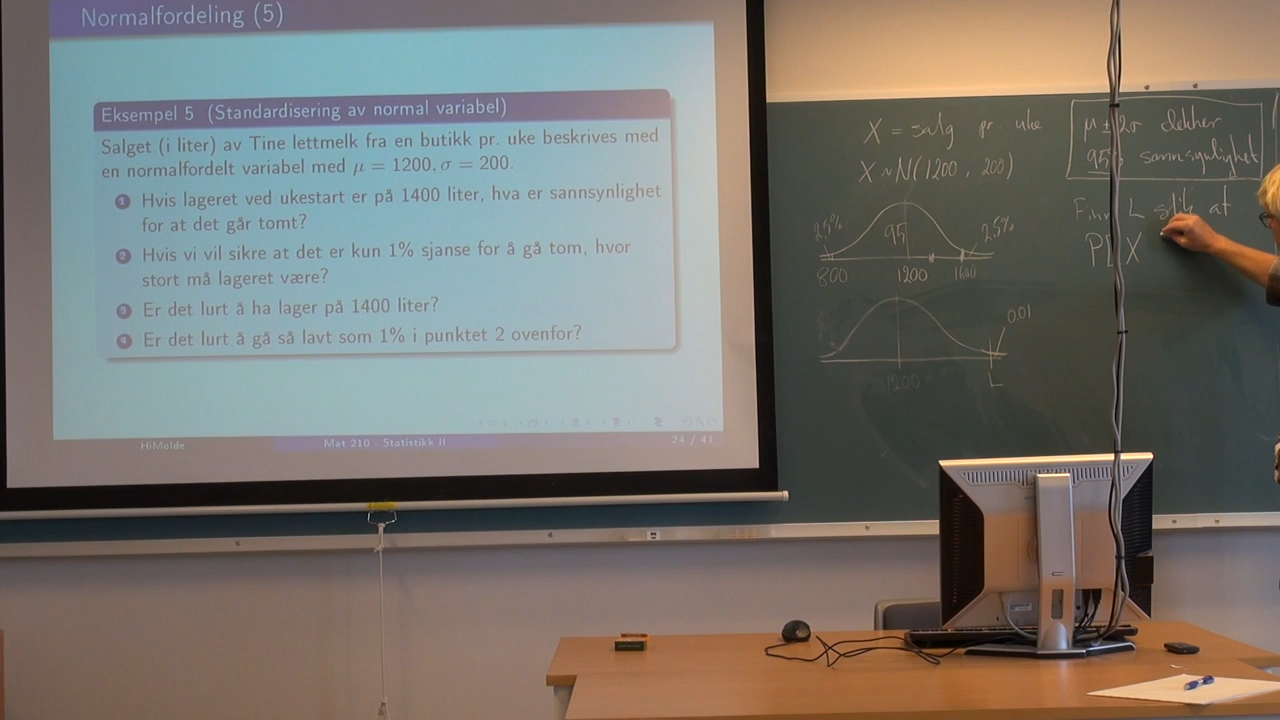 Normalfordeling (5)
Eksempel 5 (Standardisering av normal variabel)
Salget (i liter) av Tine lettmelk fra en butikk pr. uke beskrives med
en normalfordelt variabel med μ = 1200, σ = 200.
1 Hvis lageret ved ukestart er på 1400 liter, hva er sannsynlighet
for at det går tomt?
2 Hvis vi vil sikre at det er kun 1% sjanse for å gå tom, hvor
stort må lageret være?
3 Er det lurt å ha lager på 1400 liter?
4 Er det lurt å gå så lavt som 1% i punktet 2 ovenfor?
HiMolde
Mat 210 - Statistikk II
24 / 41
X = salg pr. uke
X ~ N(1200, 200)
2.5%
95
2.5%
800
1200
1600
0.01
1200
L
μ ± 2σ dekker
95% sannsynlighet
Finn L slik at
P[X